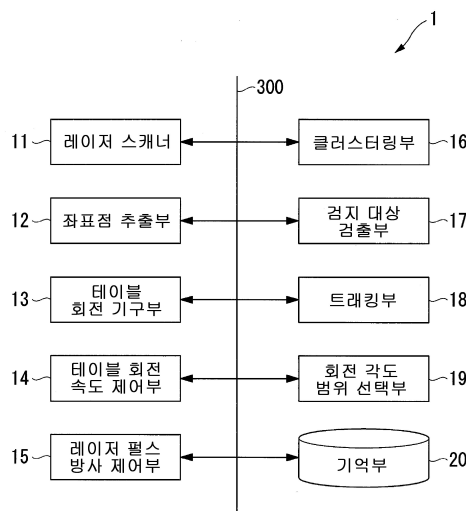 1
300
11 레이저 스캐너
클러스터링부 16
12 좌표점 추출부
검지 대상
검출부 17
13 테이블
회전 기구부
트래킹부 18
14 테이블 회전
속도 제어부
회전 각도
범위 선택부 19
15 레이저 펄스
방사 제어부
기억부 20